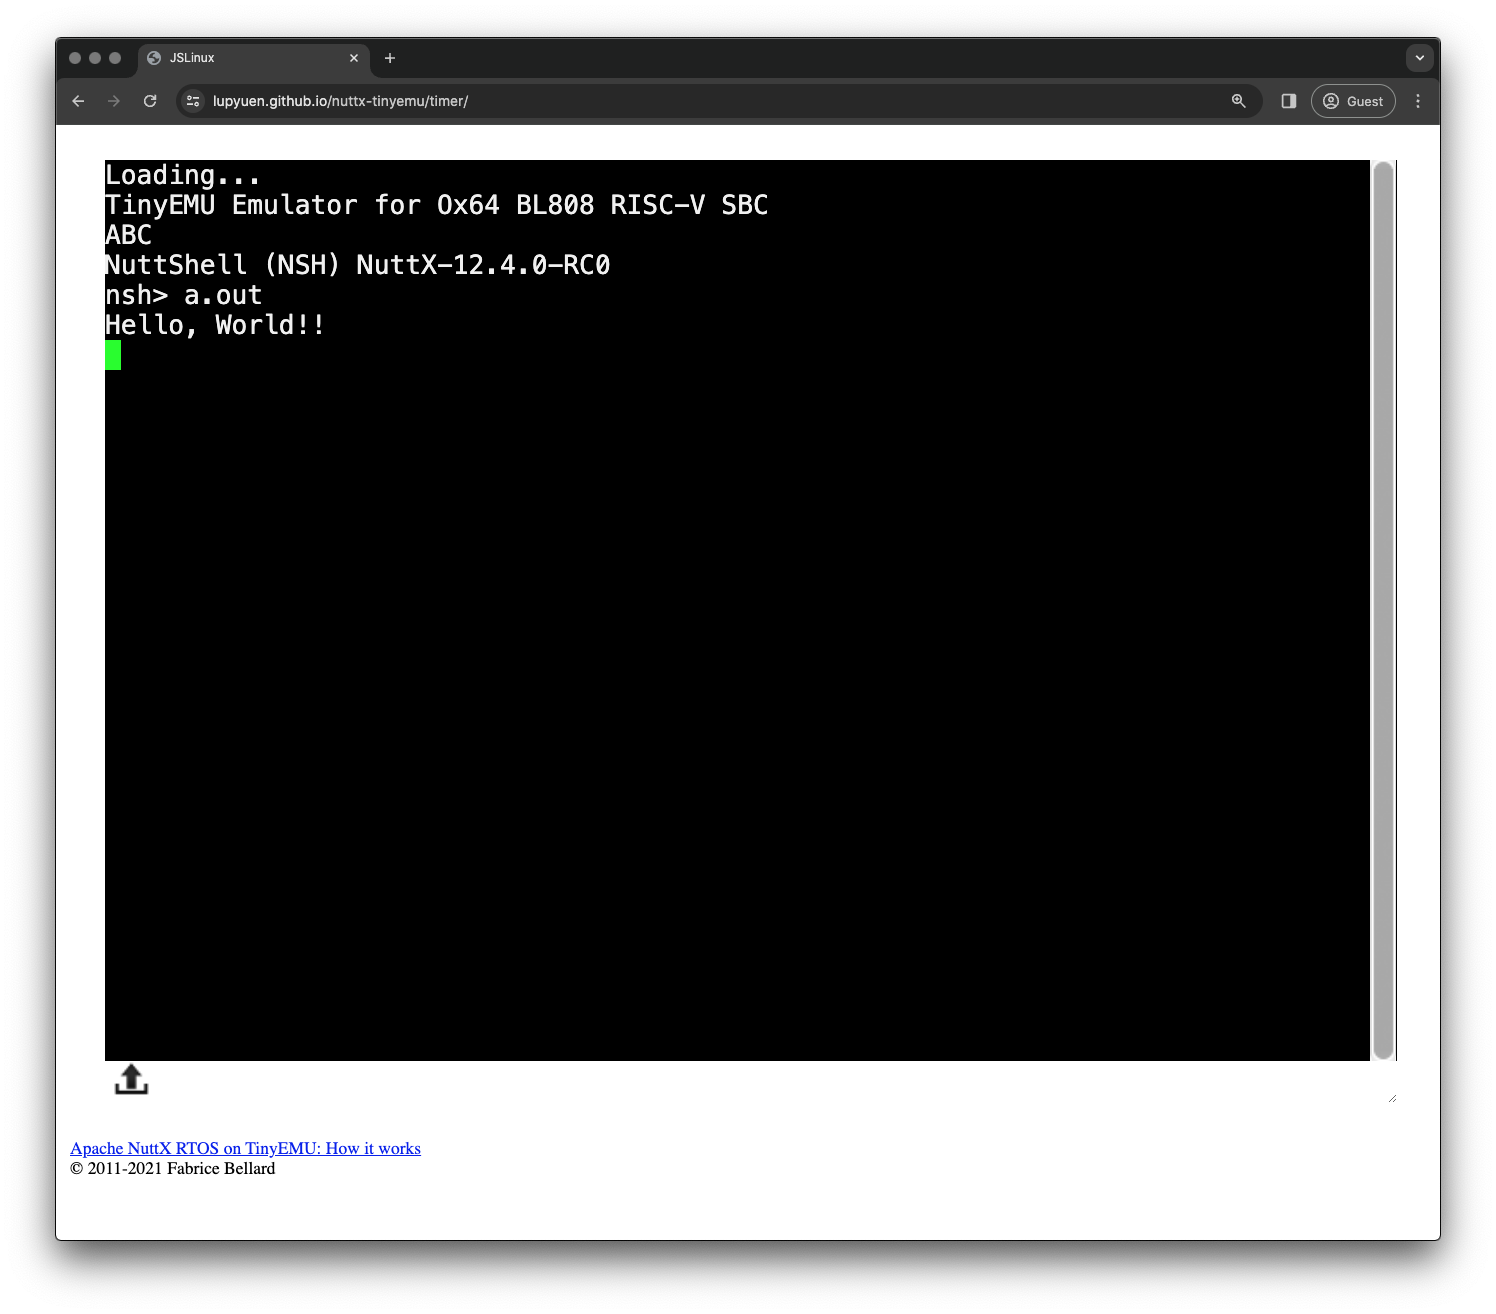 JSLinux
lupyuen.github.io/nuttx-tinyemu/timer/
Guest
Loading...
TinyEMU Emulator for Ox64 BL808 RISC-V SBC
ABC
NuttShell (NSH) NuttX-12.4.0-RC0
nsh> a.out
Hello, World!!
Apache NuttX RTOS on TinyEMU: How it works
© 2011-2021 Fabrice Bellard